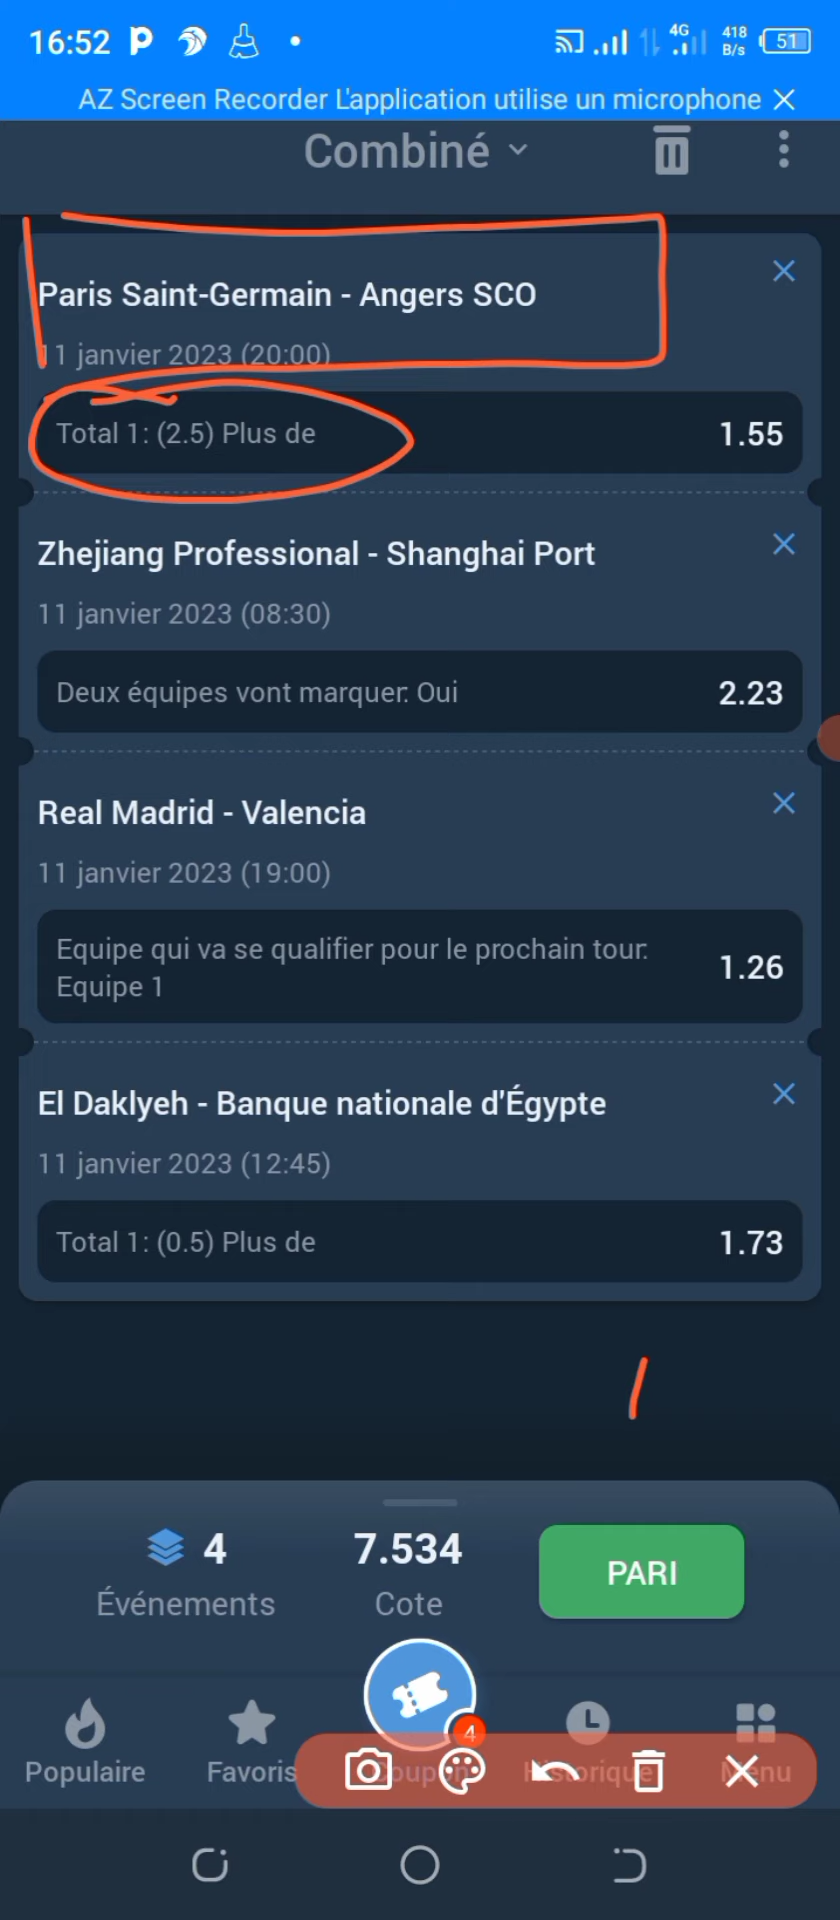 16:52
4G
418 B/s
51
AZ Screen Recorder L'application utilise un microphone
Combiné
Paris Saint-Germain - Angers SCO
11 janvier 2023 (20:00)
Total 1: (2.5) Plus de
1.55
Zhejiang Professional - Shanghai Port
11 janvier 2023 (08:30)
Deux équipes vont marquer: Oui
2.23
Real Madrid - Valencia
11 janvier 2023 (19:00)
Equipe qui va se qualifier pour le prochain tour:
Equipe 1
1.26
El Daklyeh - Banque nationale d'Égypte
11 janvier 2023 (12:45)
Total 1: (0.5) Plus de
1.73
4
7.534
PARI
Événements
Cote
4
Populaire
Favoris
Coupon
Historique
Menu